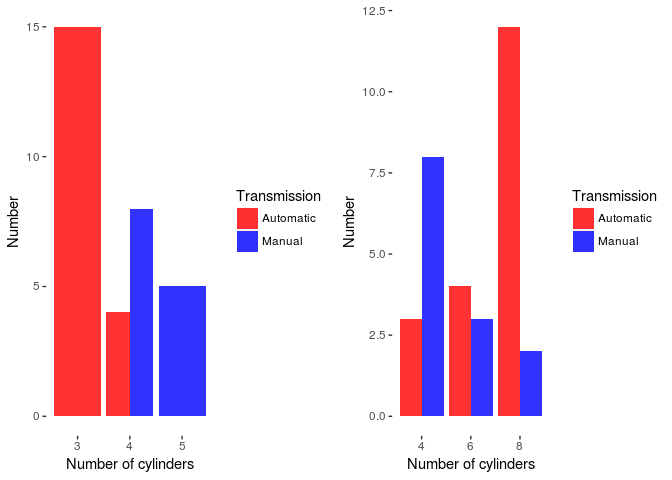 15
10
5
0
Number
3 4 5
Number of cylinders
Transmission
Automatic
Manual
12.5
10.0
7.5
5.0
2.5
0.0
Number
4 6 8
Number of cylinders
Transmission
Automatic
Manual